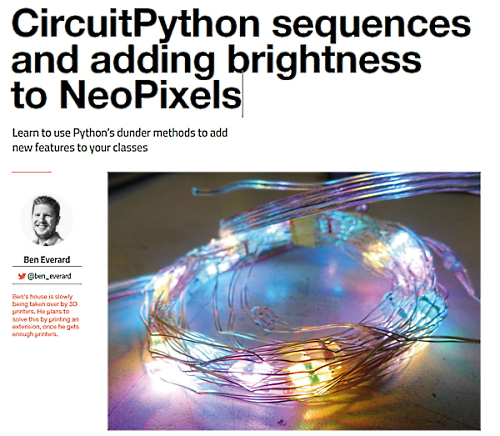 CircuitPython sequences
and adding brightness
to NeoPixels
Learn to use Python's dunder methods to add
new features to your classes
Ben Everard
@ben_everard
Ben's house is slowly
being taken over by 3D
printers. He plans to
solve this by printing an
extension, once he gets
enough printers.